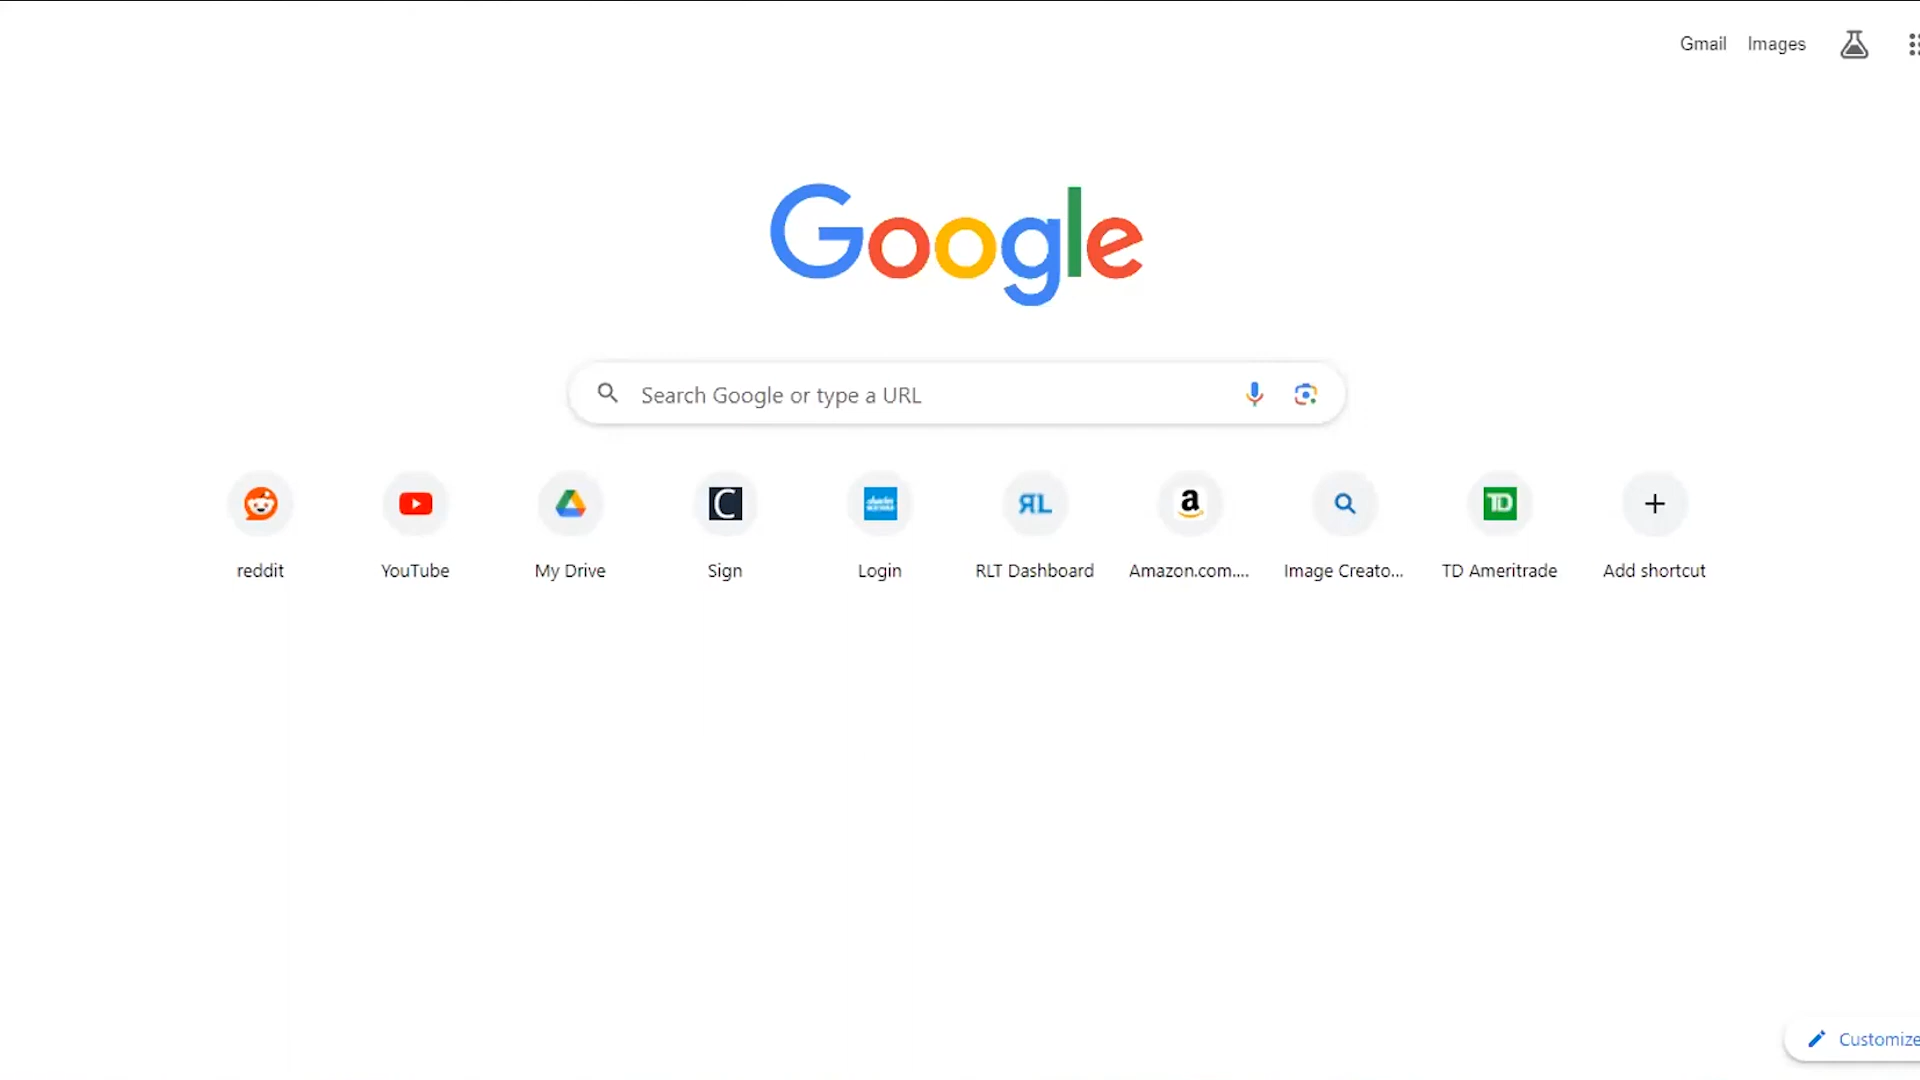 Gmail Images
Google
Search Google or type a URL
reddit YouTube My Drive Sign Login RLT Dashboard Amazon.com.... Image Creato... TD Ameritrade Add shortcut
Customize